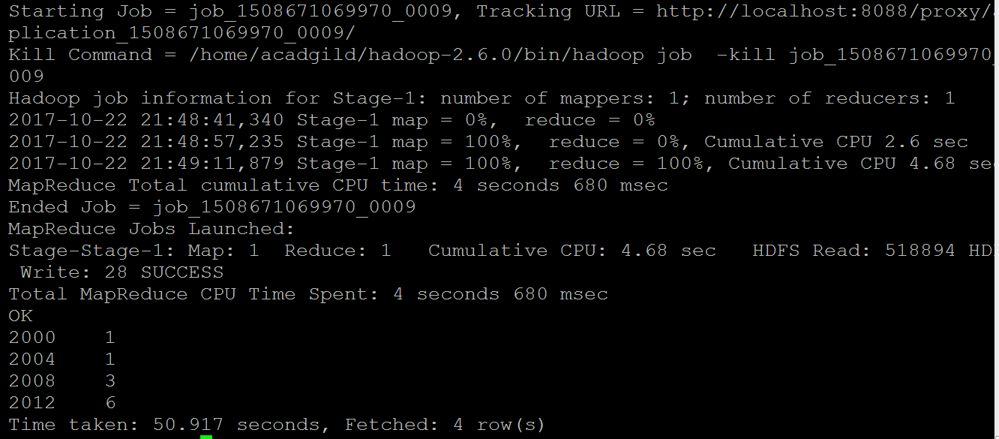 Starting Job = job_1508671069970_0009, Tracking URL = http://localhost:8088/proxy/
plication_1508671069970_0009/
Kill Command = /home/acadgild/hadoop-2.6.0/bin/hadoop job  -kill job_1508671069970_
009
Hadoop job information for Stage-1: number of mappers: 1; number of reducers: 1
2017-10-22 21:48:41,340 Stage-1 map = 0%,  reduce = 0%
2017-10-22 21:48:57,235 Stage-1 map = 100%,  reduce = 0%, Cumulative CPU 2.6 sec
2017-10-22 21:49:11,879 Stage-1 map = 100%,  reduce = 100%, Cumulative CPU 4.68 se
MapReduce Total cumulative CPU time: 4 seconds 680 msec
Ended Job = job_1508671069970_0009
MapReduce Jobs Launched:
Stage-Stage-1: Map: 1  Reduce: 1   Cumulative CPU: 4.68 sec   HDFS Read: 518894 HD
 Write: 28 SUCCESS
Total MapReduce CPU Time Spent: 4 seconds 680 msec
OK
2000    1
2004    1
2008    3
2012    6
Time taken: 50.917 seconds, Fetched: 4 row(s)